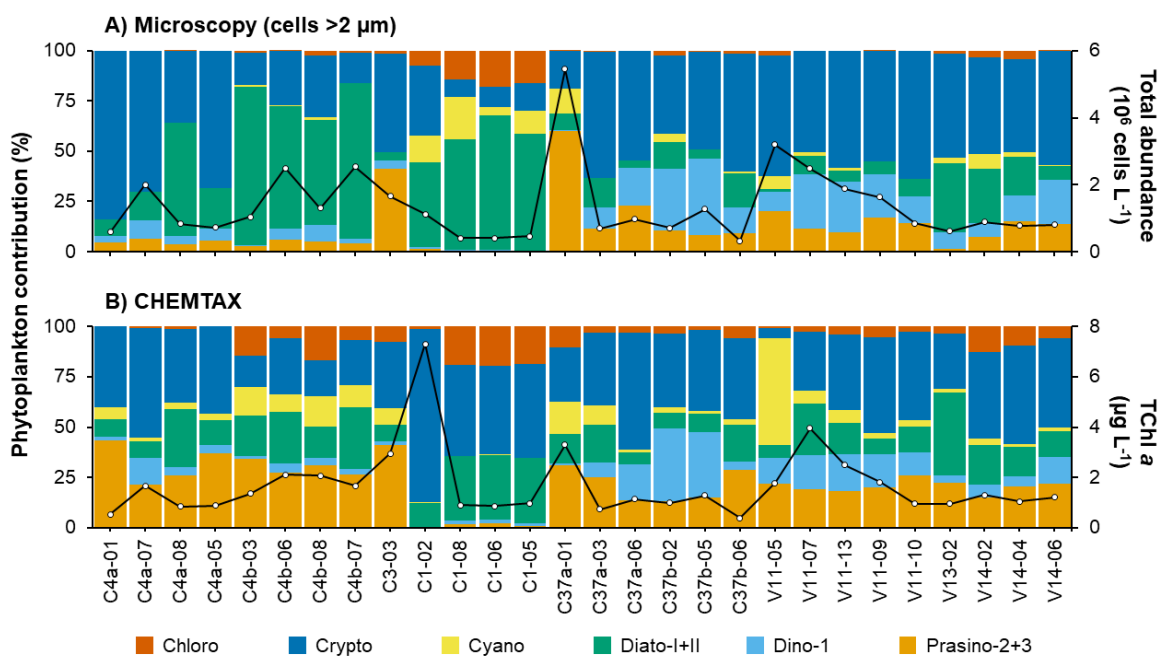 A) Microscopy (cells >2 µm)
100
75
50
25
0
6
4
2
0
Total abundance
(10⁶ cells L⁻¹)
Phytoplankton contribution (%)
B) CHEMTAX
100
75
50
25
0
8
6
4
2
0
TChl a
(µg L⁻¹)
C4a-01
C4a-07
C4a-08
C4a-05
C4b-03
C4b-06
C4b-08
C4b-07
C3-03
C1-02
C1-08
C1-06
C1-05
C37a-01
C37a-03
C37a-06
C37b-02
C37b-05
C37b-06
V11-05
V11-07
V11-13
V11-09
V11-10
V13-02
V14-02
V14-04
V14-06
Chloro
Crypto
Cyano
Diato-I+II
Dino-1
Prasino-2+3